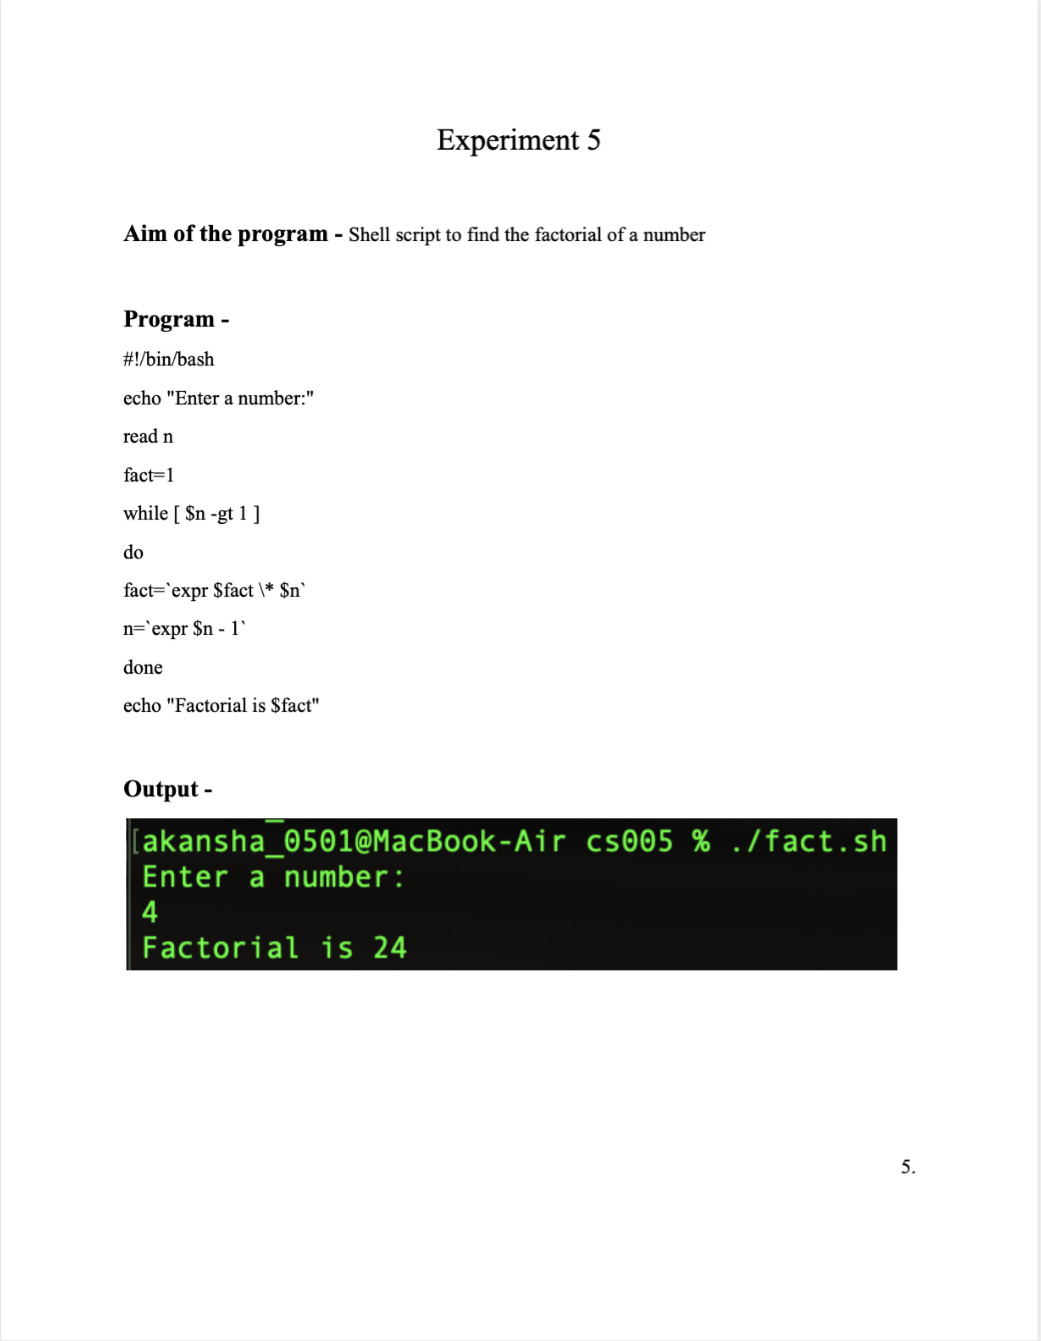 Experiment 5
Aim of the program - Shell script to find the factorial of a number
Program -
#!/bin/bash
echo "Enter a number:"
read n
fact=1
while [ $n -gt 1 ]
do
fact=`expr $fact \* $n`
n=`expr $n - 1`
done
echo "Factorial is $fact"
Output -
[akansha_0501@MacBook-Air cs005 % ./fact.sh
Enter a number:
4
Factorial is 24
5.